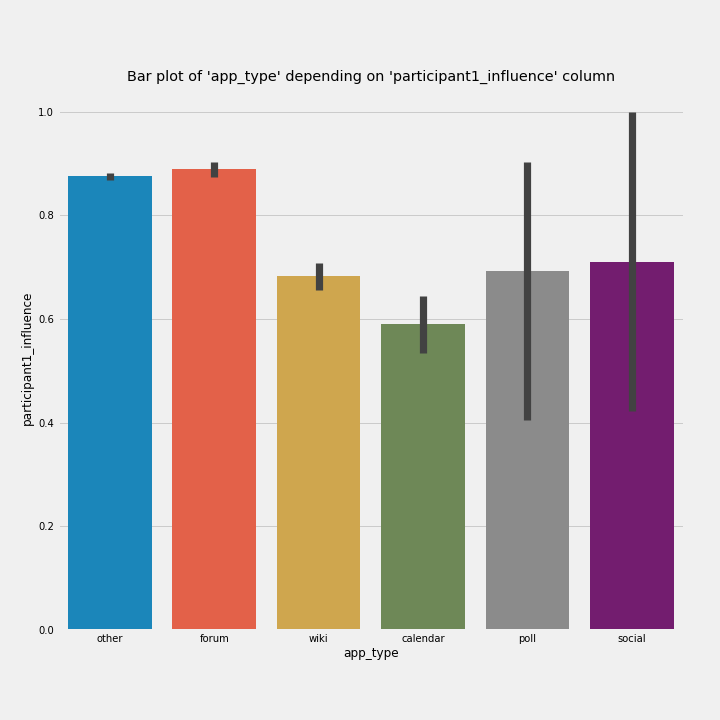 Bar plot of 'app_type' depending on 'participant1_influence' column
1.0
0.8
0.6
0.4
0.2
0.0
participant1_influence
other forum wiki calendar poll social
app_type